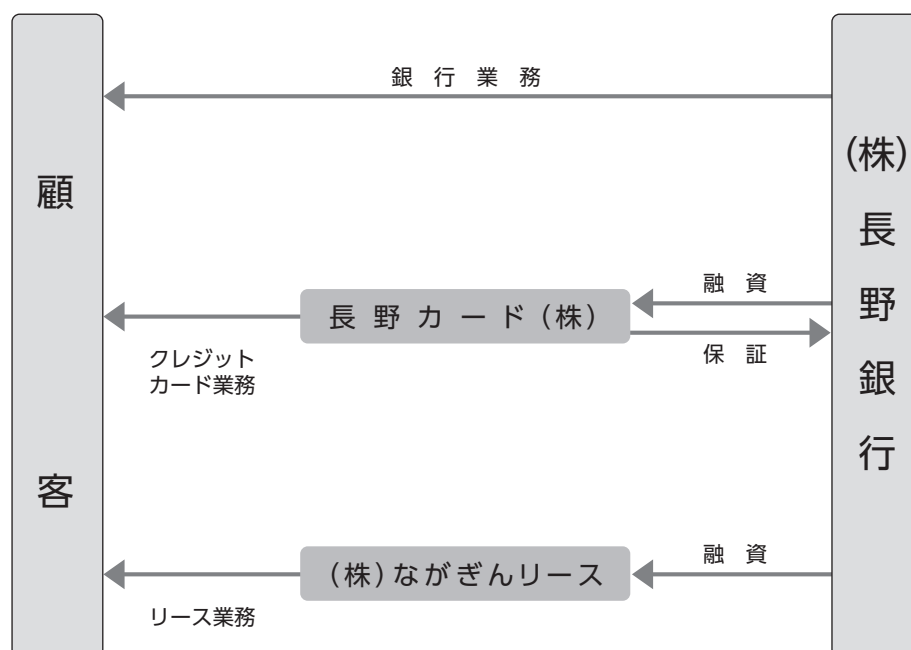 銀行業務
顧客
(株)長野銀行
融資
長野カード(株)
保証
クレジット
カード業務
融資
(株)ながぎんリース
リース業務